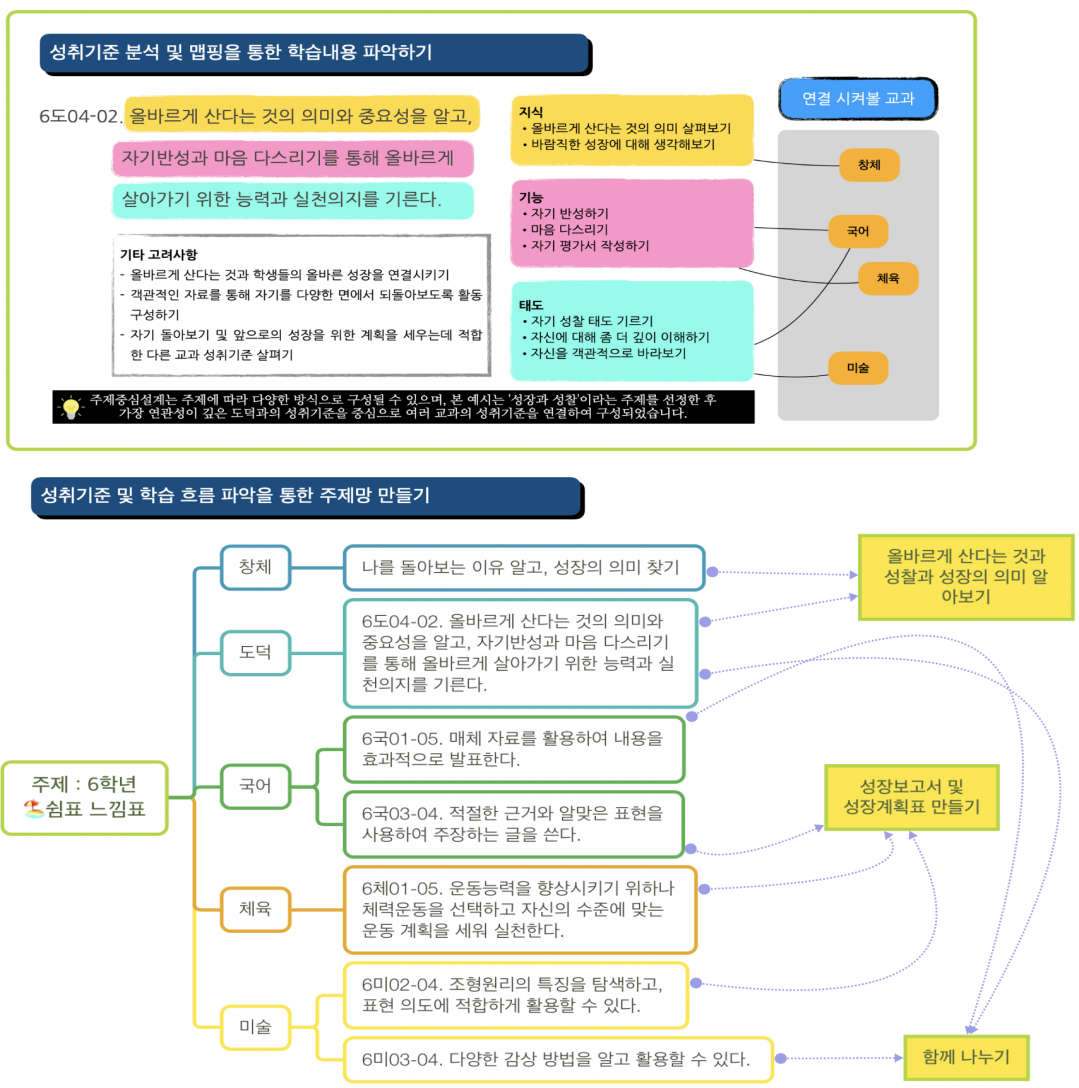 성취기준 분석 및 맵핑을 통한 학습내용 파악하기
6도04-02. 올바르게 산다는 것의 의미와 중요성을 알고,
자기반성과 마음 다스리기를 통해 올바르게
살아가기 위한 능력과 실천의지를 기른다.
기타 고려사항
- 올바르게 산다는 것과 학생들의 올바른 성장을 연결시키기
- 객관적인 자료를 통해 자기를 다양한 면에서 되돌아보도록 활동
구성하기
- 자기 돌아보기 및 앞으로의 성장을 위한 계획을 세우는데 적합
한 다른 교과 성취기준 살펴기
지식
• 올바르게 산다는 것의 의미 살펴보기
• 바람직한 성장에 대해 생각해보기
기능
• 자기 반성하기
• 마음 다스리기
• 자기 평가서 작성하기
태도
• 자기 성찰 태도 기르기
• 자신에 대해 좀 더 깊이 이해하기
• 자신을 객관적으로 바라보기
연결 시켜볼 교과
창체
국어
체육
미술
주제중심설계는 주제에 따라 다양한 방식으로 구성될 수 있으며, 본 예시는 '성장과 성찰'이라는 주제를 선정한 후
가장 연관성이 깊은 도덕과의 성취기준을 중심으로 여러 교과의 성취기준을 연결하여 구성되었습니다.
성취기준 및 학습 흐름 파악을 통한 주제망 만들기
주제 : 6학년
쉼표 느낌표
창체
나를 돌아보는 이유 알고, 성장의 의미 찾기
도덕
6도04-02. 올바르게 산다는 것의 의미와
중요성을 알고, 자기반성과 마음 다스리기
를 통해 올바르게 살아가기 위한 능력과 실
천의지를 기른다.
국어
6국01-05. 매체 자료를 활용하여 내용을
효과적으로 발표한다.
6국03-04. 적절한 근거와 알맞은 표현을
사용하여 주장하는 글을 쓴다.
체육
6체01-05. 운동능력을 향상시키기 위하나
체력운동을 선택하고 자신의 수준에 맞는
운동 계획을 세워 실천한다.
미술
6미02-04. 조형원리의 특징을 탐색하고,
표현 의도에 적합하게 활용할 수 있다.
6미03-04. 다양한 감상 방법을 알고 활용할 수 있다.
올바르게 산다는 것과
성찰과 성장의 의미 알
아보기
성장보고서 및
성장계획표 만들기
함께 나누기